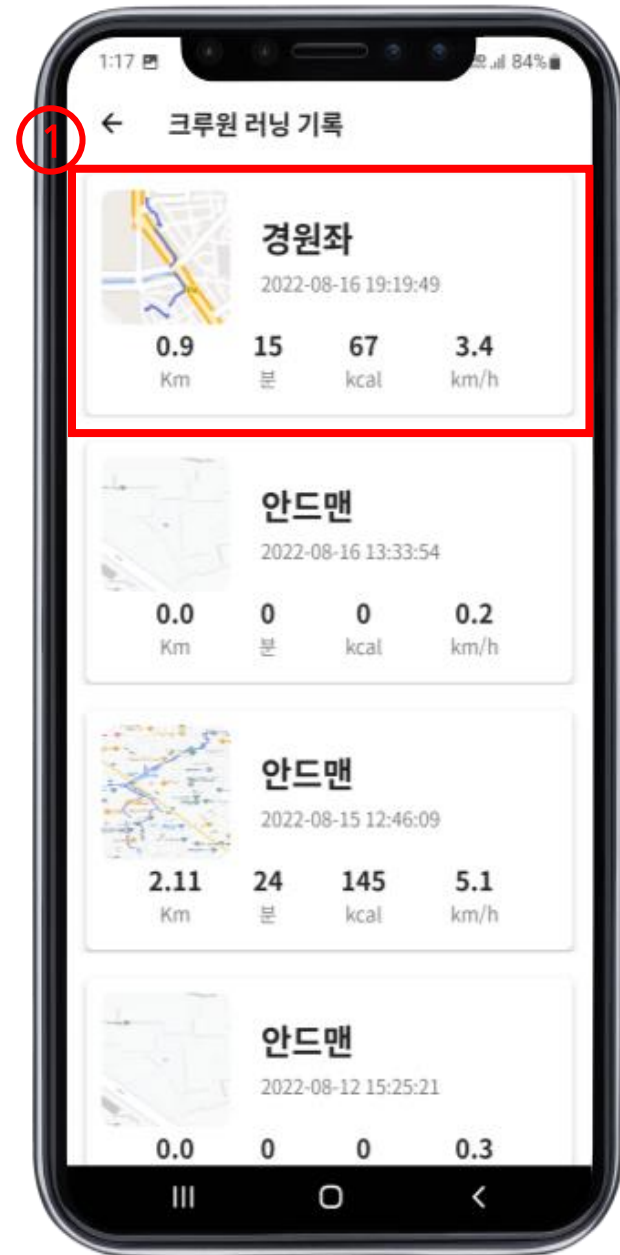 1:17 84%
① ← 크루원 러닝 기록
경원좌
2022-08-16 19:19:49
0.9 15 67 3.4
Km 분 kcal km/h
안드맨
2022-08-16 13:33:54
0.0 0 0 0.2
Km 분 kcal km/h
안드맨
2022-08-15 12:46:09
2.11 24 145 5.1
Km 분 kcal km/h
안드맨
2022-08-12 15:25:21
0.0 0 0 0.3